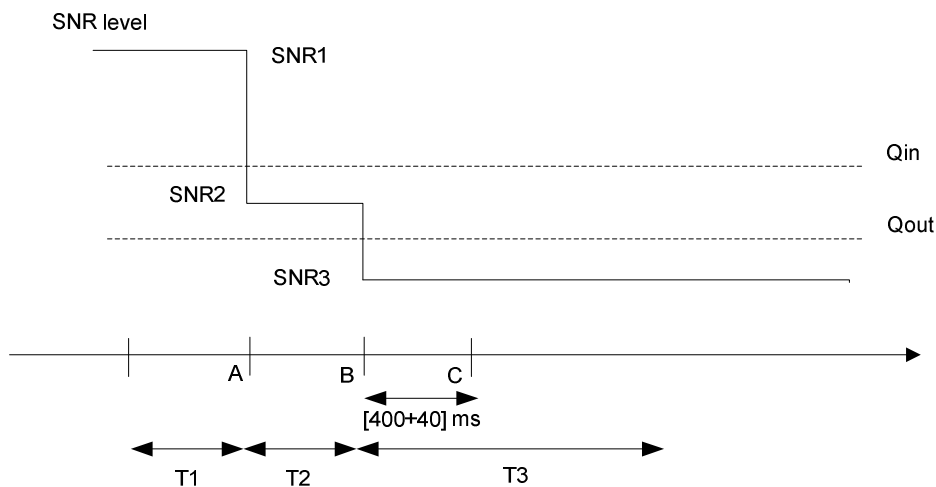 SNR level
SNR1
Qin
SNR2
Qout
SNR3
A
B
C
[400+40] ms
T1
T2
T3